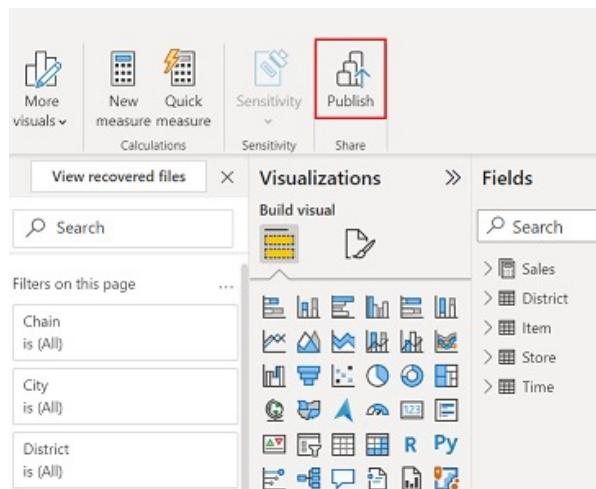 More
visuals
New
measure
Quick
measure
Sensitivity
Publish
Calculations
Sensitivity
Share
View recovered files
Visualizations
Fields
Build visual
Search
Search
Filters on this page
...
Chain
is (All)
City
is (All)
District
is (All)
Sales
District
Item
Store
Time
123
R
Py